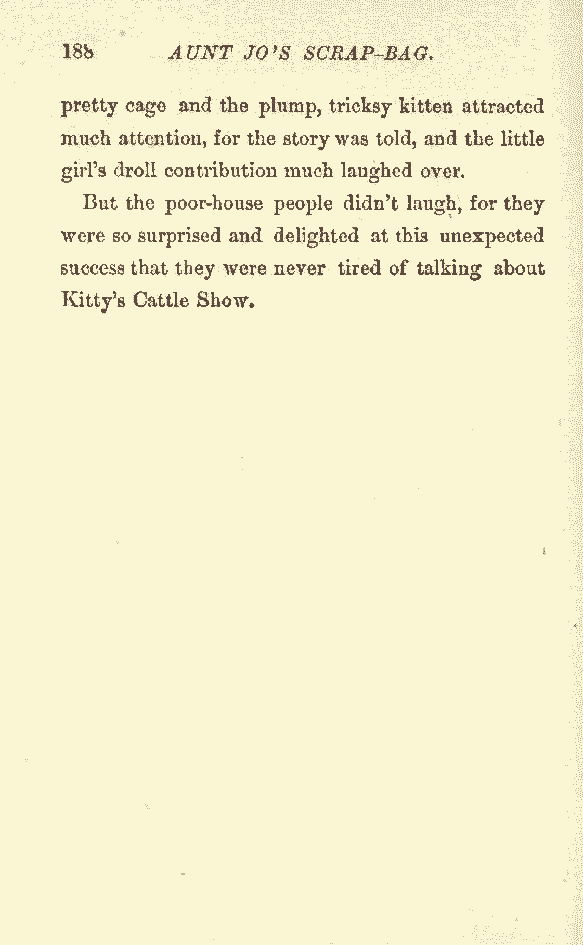 188 AUNT JO'S SCRAP-BAG.
pretty cage and the plump, tricksy kitten attracted
much attention, for the story was told, and the little
girl's droll contribution much laughed over.
But the poor-house people didn't laugh, for they
were so surprised and delighted at this unexpected
success that they were never tired of talking about
Kitty's Cattle Show.